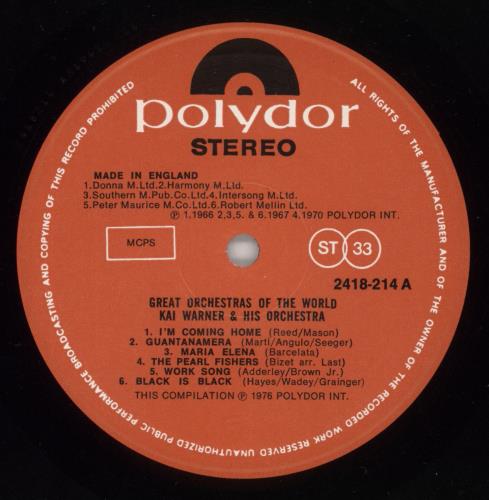 polydor
STEREO
MADE IN ENGLAND
1.Donna M.Ltd.2.Harmony M.Ltd.
3.Southern M.Pub.Co.Ltd.4.Intersong M.Ltd.
5.Peter Maurice M.Co.Ltd.6.Robert Mellin Ltd.
℗ 1.1966 2,3,5. & 6.1967 4.1970 POLYDOR INT.
MCPS
ST 33
2418-214 A
GREAT ORCHESTRAS OF THE WORLD
KAI WARNER & HIS ORCHESTRA
1. I'M COMING HOME (Reed/Mason)
2. GUANTANAMERA (Marti/Angulo/Seeger)
3. MARIA ELENA (Barcelata)
4. THE PEARL FISHERS (Bizet arr. Last)
5. WORK SONG (Adderley/Brown Jr.)
6. BLACK IS BLACK (Hayes/Wadey/Grainger)
THIS COMPILATION ℗ 1976 POLYDOR INT.
ALL RIGHTS OF THE MANUFACTURER AND OF THE OWNER OF THE RECORDED WORK RESERVED UNAUTHORIZED PUBLIC PERFORMANCE BROADCASTING AND COPYING OF THIS RECORD PROHIBITED